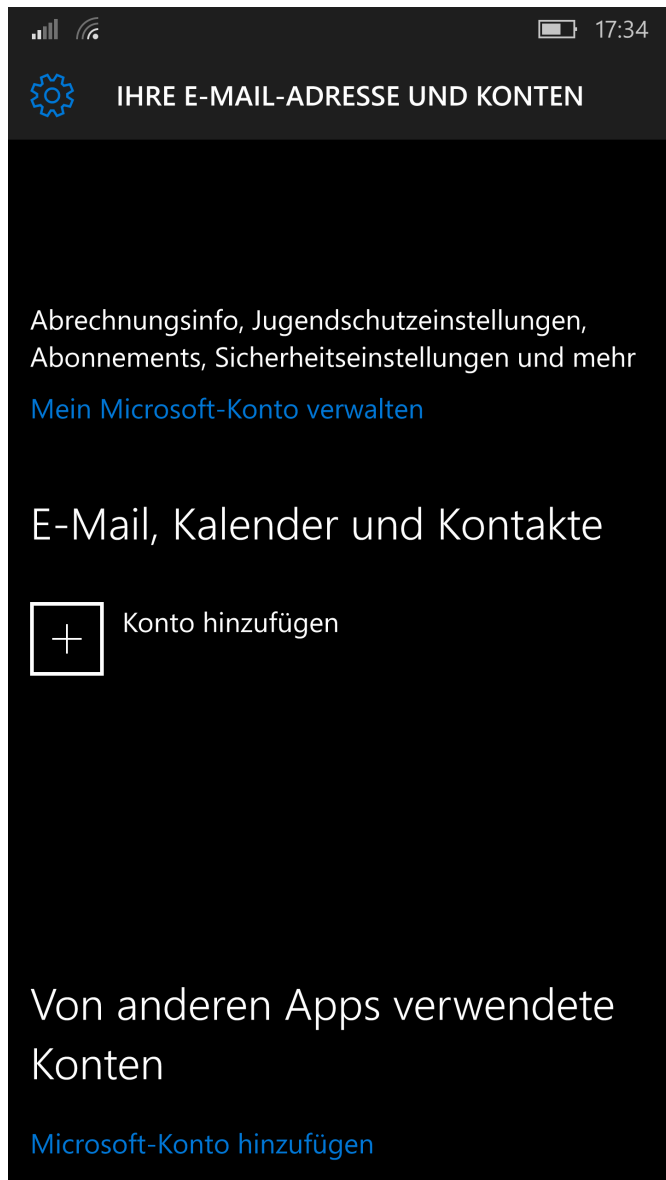 17:34
IHRE E-MAIL-ADRESSE UND KONTEN
Abrechnungsinfo, Jugendschutzeinstellungen,
Abonnements, Sicherheitseinstellungen und mehr
Mein Microsoft-Konto verwalten
E-Mail, Kalender und Kontakte
Konto hinzufügen
Von anderen Apps verwendete
Konten
Microsoft-Konto hinzufügen